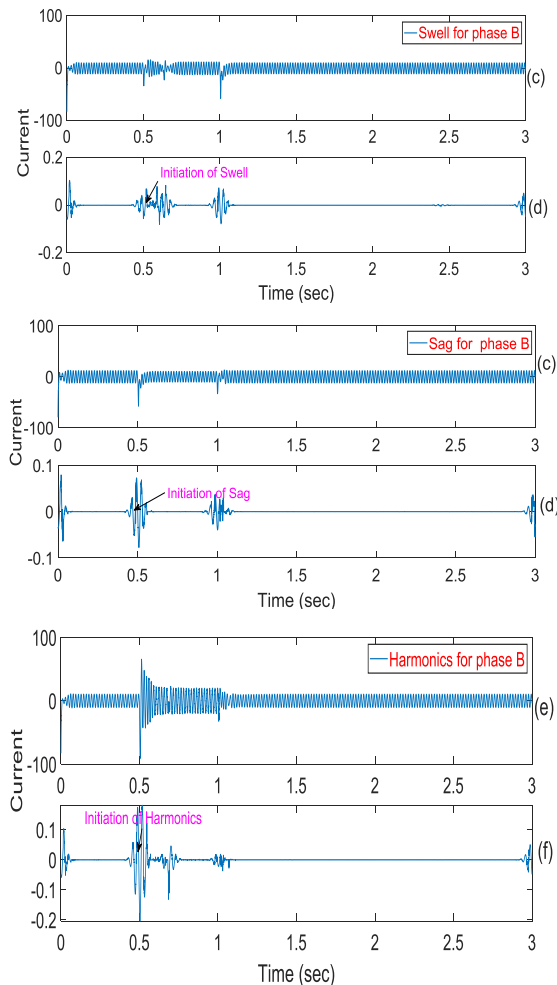 100
Swell for phase B
0
(c)
-100
0 0.5 1 1.5 2 2.5 3
Current
0.2
Initiation of Swell
0
(d)
-0.2
0 0.5 1 1.5 2 2.5 3
Time (sec)
100
Sag for phase B
(c)
0
-100
0 0.5 1 1.5 2 2.5 3
Current
0.1
Initiation of Sag
0
(d)
-0.1
0 0.5 1 1.5 2 2.5 3
Time (sec)
100
Harmonics for phase B
0
(e)
-100
0 0.5 1 1.5 2 2.5 3
Current
Initiation of Harmonics
0.1
0
(f)
-0.1
-0.2
0 0.5 1 1.5 2 2.5 3
Time (sec)